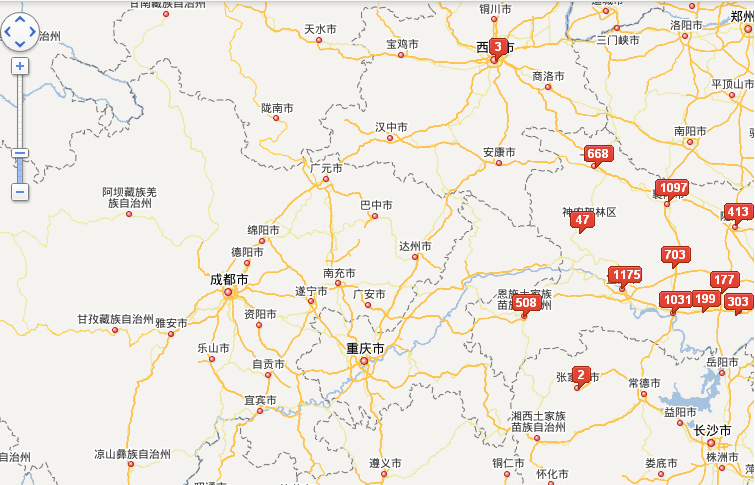 甘南藏族自治州
铜川市
运城市
郑州
天水市
三门峡市
洛阳市
宝鸡市
西
市
3
商洛市
平顶山市
陇南市
汉中市
南阳市
安康市
668
广元市
1097
阿坝藏族羌
族自治州
巴中市
神农架林区
413
47
绵阳市
德阳市
达州市
703
成都市
南充市
1175
177
遂宁市
广安市
恩施土家族
苗族
州
508
1031
199
303
甘孜藏族自治州
雅安市
资阳市
乐山市
重庆市
岳阳市
自贡市
张家
市
2
常德市
宜宾市
益阳市
湘西土家族
苗族自治州
长沙市
凉山彝族自治州
自治州
遵义市
铜仁市
怀化市
娄底市
株洲市